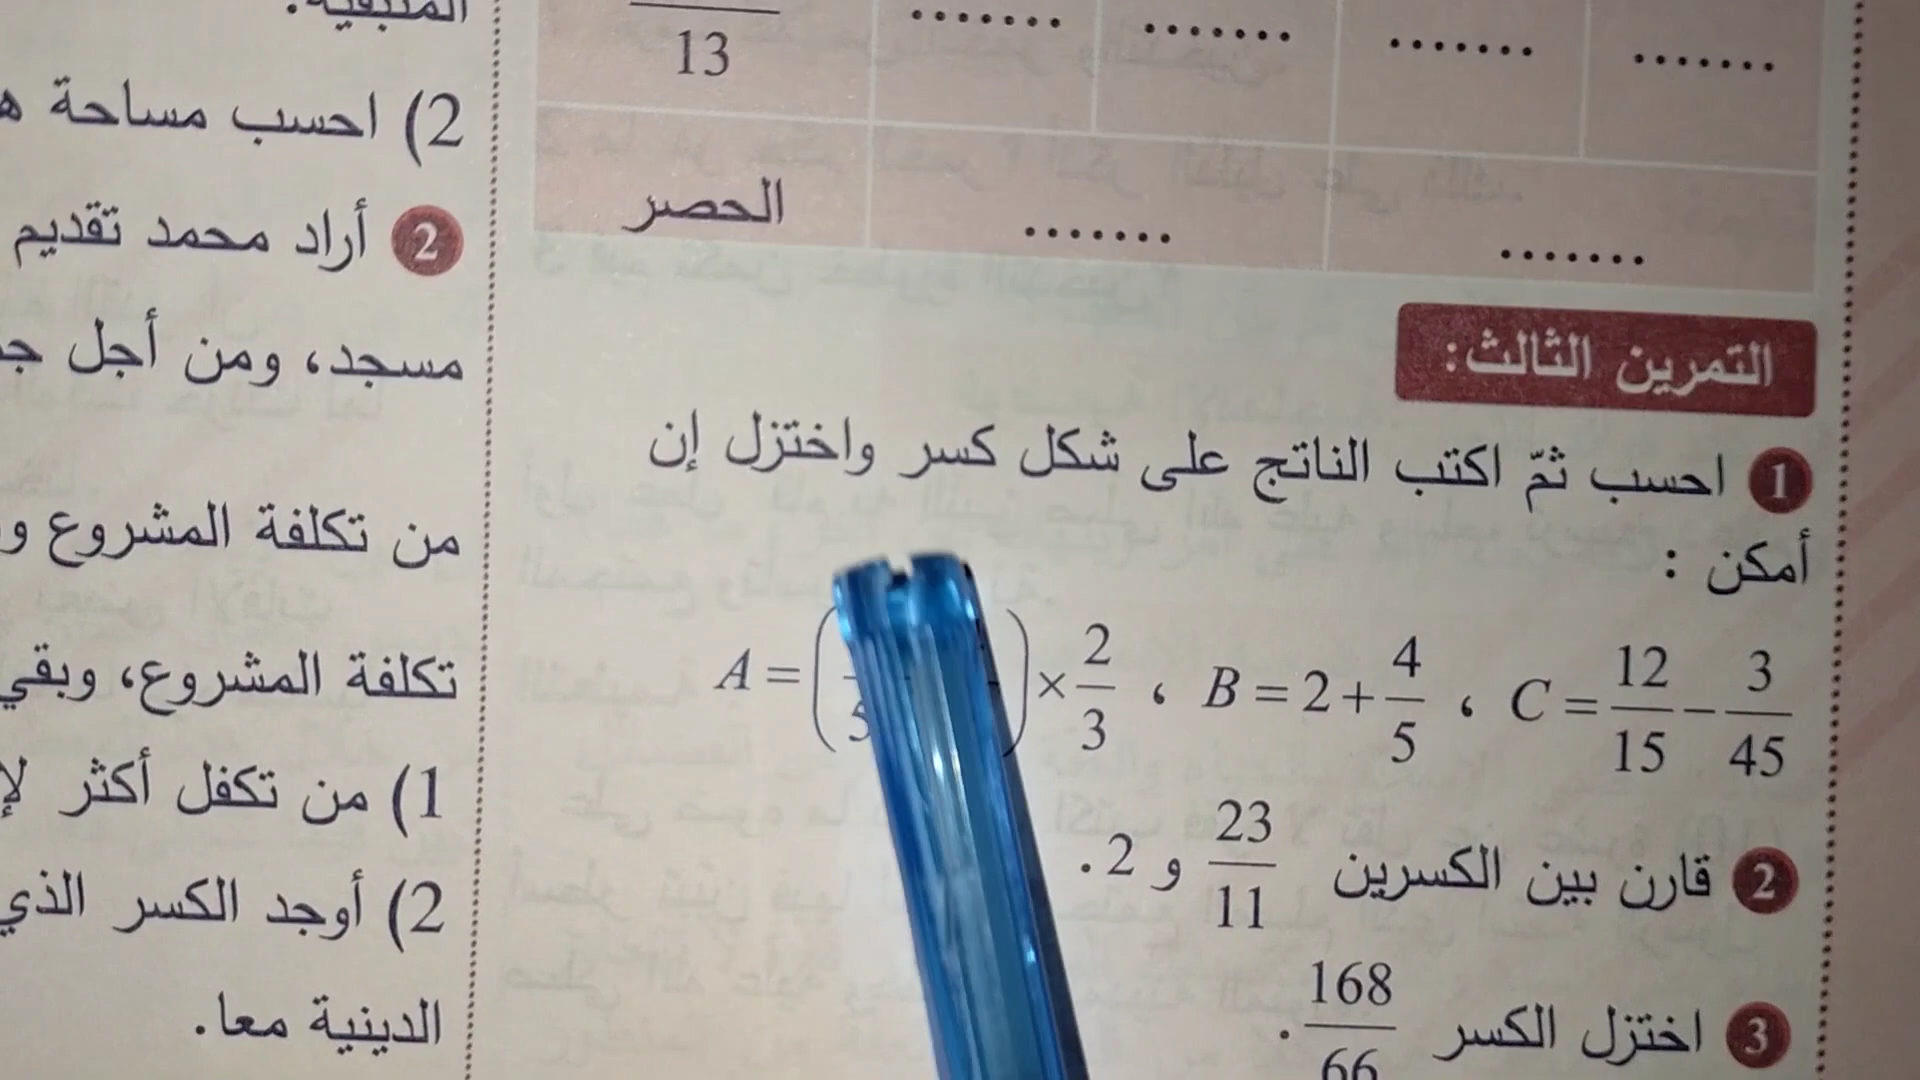 13
.......
.......
.......
.......
الحصر
.......
.......
التمرين الثالث:
1 احسب ثمّ اكتب الناتج على شكل كسر واختزل إن
أمكن :
A = ( 5 ) × 2/3 ، B = 2 + 4/5 ، C = 12/15 − 3/45
2 قارن بين الكسرين 23/11 و 2.
3 اختزل الكسر 168/66.
المتبقية.
2) احسب مساحة
2 أراد محمد تقديم
مسجد، ومن أجل
من تكلفة المشروع
تكلفة المشروع، وبقي
1) من تكفل أكثر
2) أوجد الكسر الذي
الدينية معا.